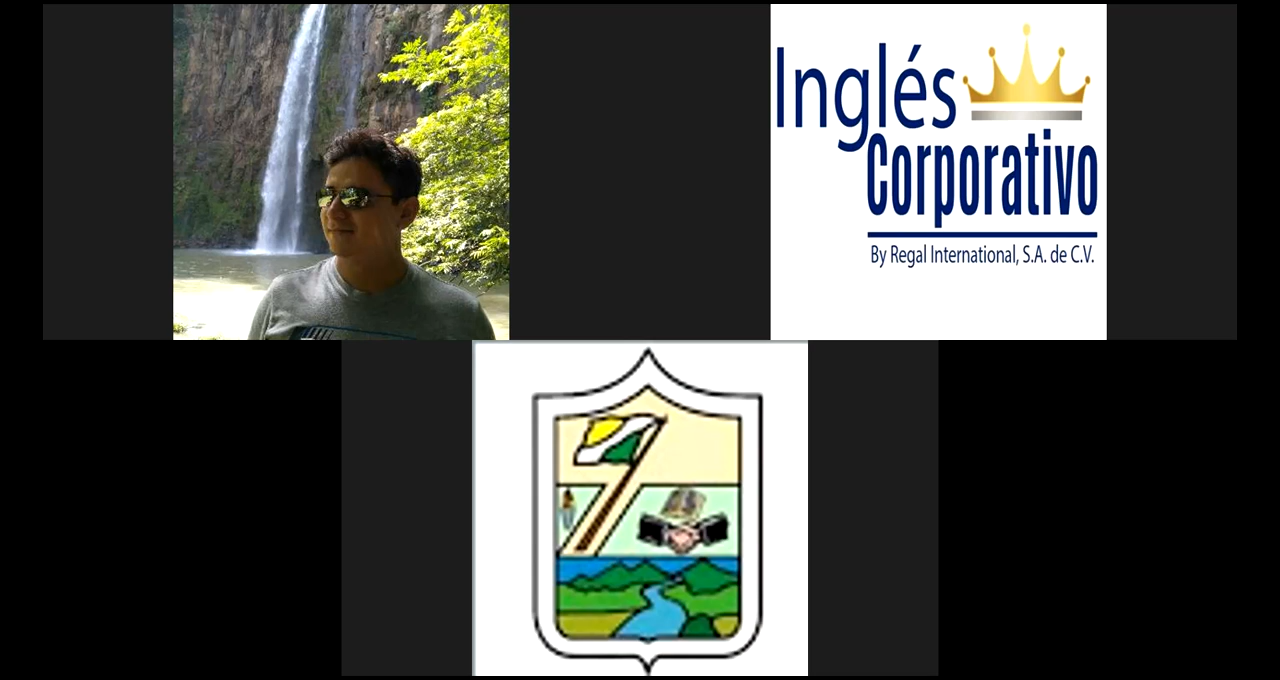 Inglés
Corporativo
By Regal International, S.A. de C.V.